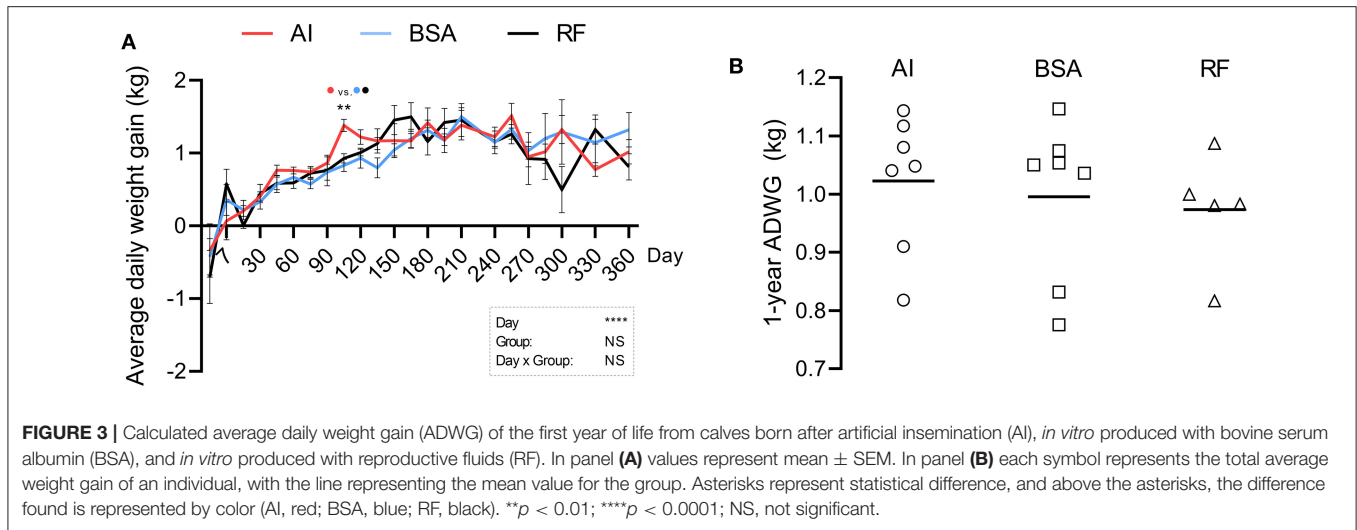 A
AI BSA RF
Average daily weight gain (kg)
2
1
0
-1
-2
vs.
**
1 30 60 90 120 150 180 210 240 270 300 330 360 Day
Day ****
Group: NS
Day x Group: NS
B
AI BSA RF
1-year ADWG (kg)
1.2
1.1
1.0
0.9
0.8
0.7
FIGURE 3 | Calculated average daily weight gain (ADWG) of the first year of life from calves born after artificial insemination (AI), in vitro produced with bovine serum
albumin (BSA), and in vitro produced with reproductive fluids (RF). In panel (A) values represent mean ± SEM. In panel (B) each symbol represents the total average
weight gain of an individual, with the line representing the mean value for the group. Asterisks represent statistical difference, and above the asterisks, the difference
found is represented by color (AI, red; BSA, blue; RF, black). **p < 0.01; ****p < 0.0001; NS, not significant.